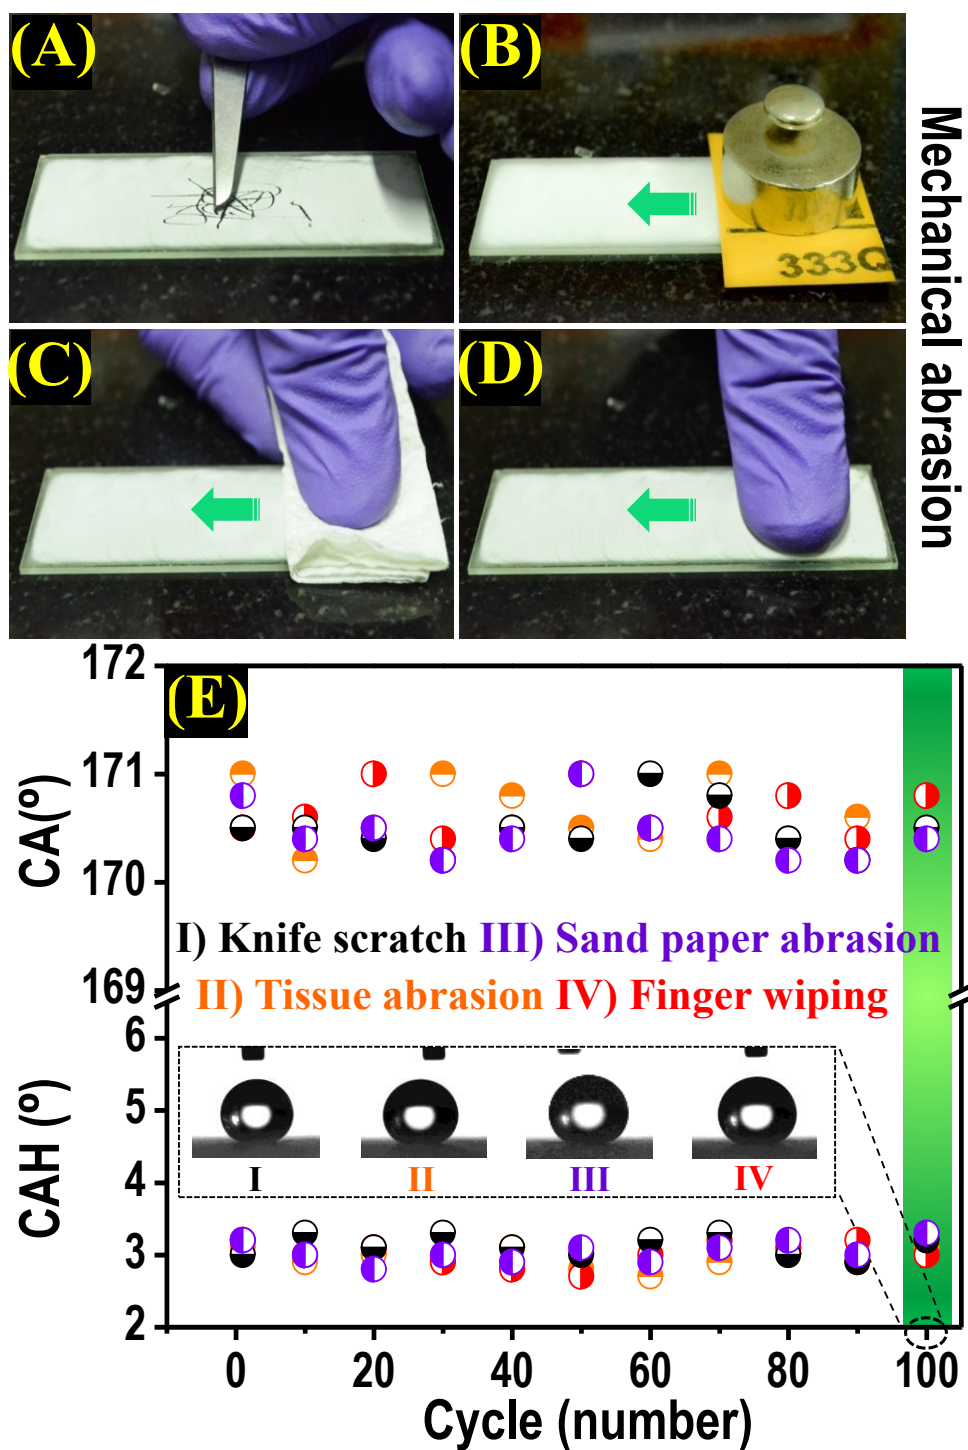 (A)
(B)
333Q
Mechanical abrasion
(C)
(D)
172
(E)
171
CA(º)
170
I) Knife scratch III) Sand paper abrasion
169
II) Tissue abrasion IV) Finger wiping
6
5
CAH (º)
4
I II III IV
3
2
0 20 40 60 80 100
Cycle (number)